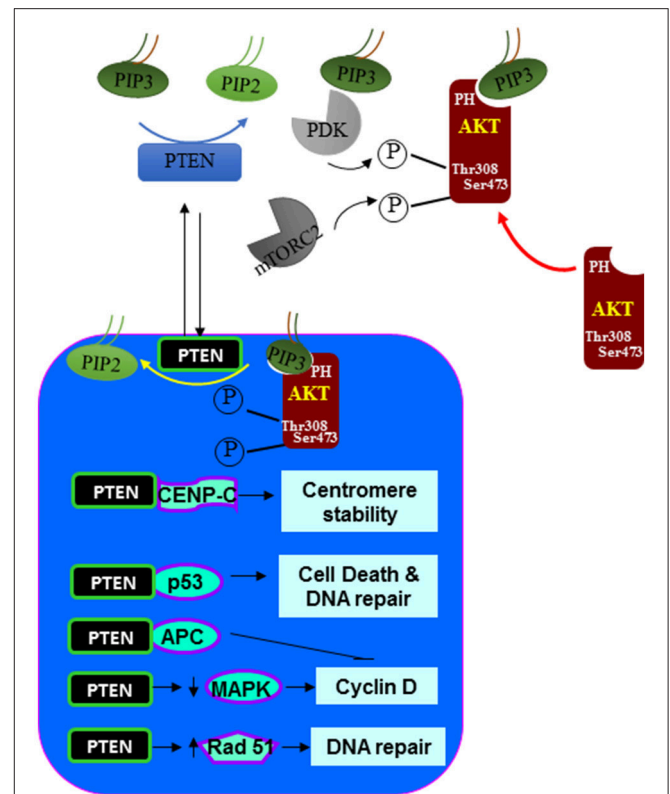 PIP3
PIP2
PIP3
PIP3
PDK
PH
AKT
PTEN
P
Thr308
Ser473
P
mTORC2
PH
AKT
Thr308
Ser473
PTEN
PIP2
PIP3
PH
AKT
P
Thr308
Ser473
P
PTEN CENP-C Centromere
stability
PTEN p53 Cell Death &
DNA repair
PTEN APC
PTEN MAPK Cyclin D
PTEN Rad 51 DNA repair